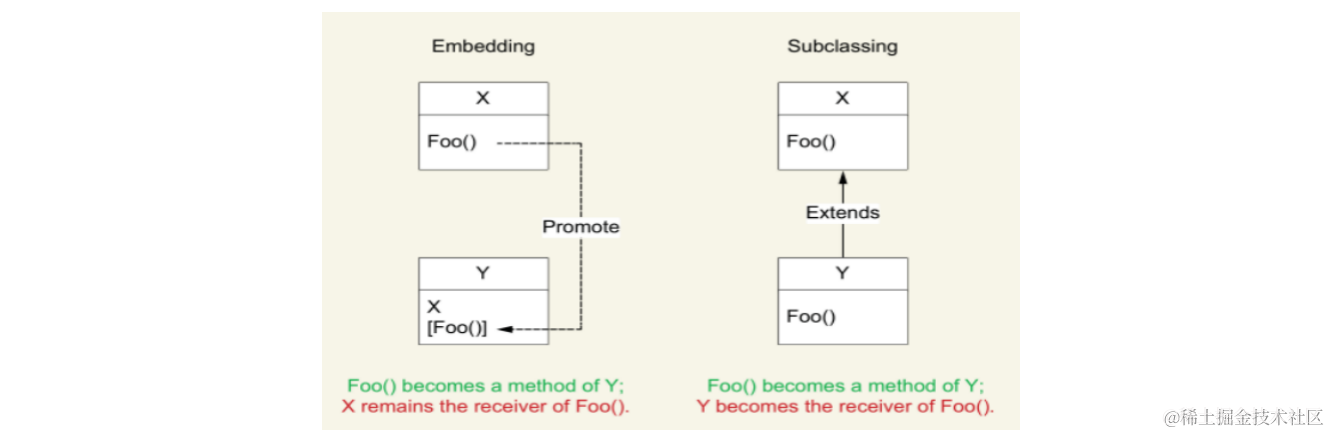 Embedding
X
Foo()
Promote
Y
X
[Foo()]
Foo() becomes a method of Y;
X remains the receiver of Foo().
Subclassing
X
Foo()
Extends
Y
Foo()
Foo() becomes a method of Y;
Y becomes the receiver of Foo().
@稀土掘金技术社区